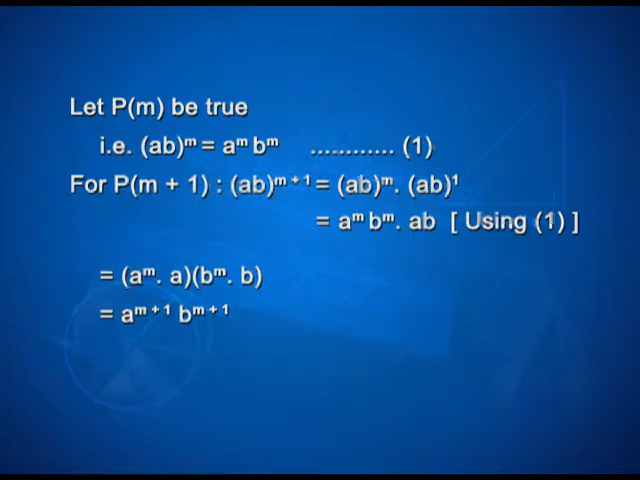 Let P(m) be true
i.e. (ab)ᵐ = aᵐ bᵐ ............ (1)
For P(m + 1) : (ab)ᵐ ⁺ ¹ = (ab)ᵐ. (ab)¹
= aᵐ bᵐ. ab [ Using (1) ]
= (aᵐ. a)(bᵐ. b)
= aᵐ ⁺ ¹ bᵐ ⁺ ¹